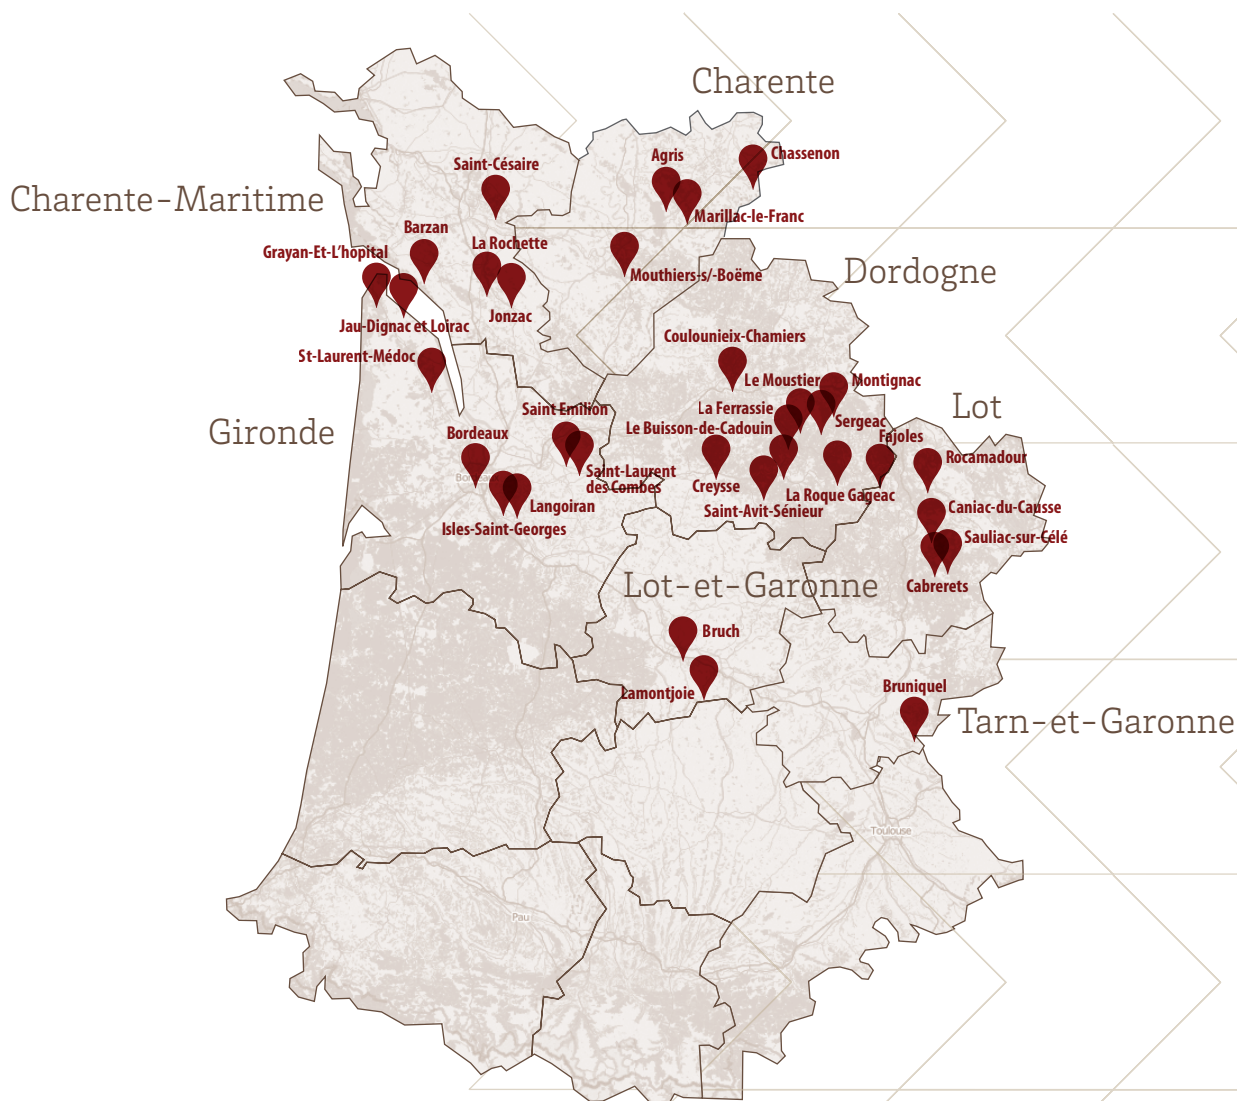 Charente
Chassenon
Agris
Saint-Césaire
Charente-Maritime
Marillac-le-Franc
Barzan
La Rochette
Grayan-Et-L'hopital
Mouthiers-s/-Boëme
Dordogne
Jonzac
Jau-Dignac et Loirac
Coulounieix-Chamiers
St-Laurent-Médoc
Le Moustier
Montignac
Lot
La Ferrassie
Saint Emilion
Sergeac
Le Buisson-de-Cadouin
Gironde
Bordeaux
Fajoles
Rocamadour
Saint-Laurent
des Combes
Creysse
La Roque Gageac
Langoiran
Caniac-du-Causse
Saint-Avit-Sénieur
Isles-Saint-Georges
Sauliac-sur-Célé
Lot-et-Garonne
Cabrerets
Bruch
Lamontjoie
Bruniquel
Tarn-et-Garonne
Toulouse
Pau